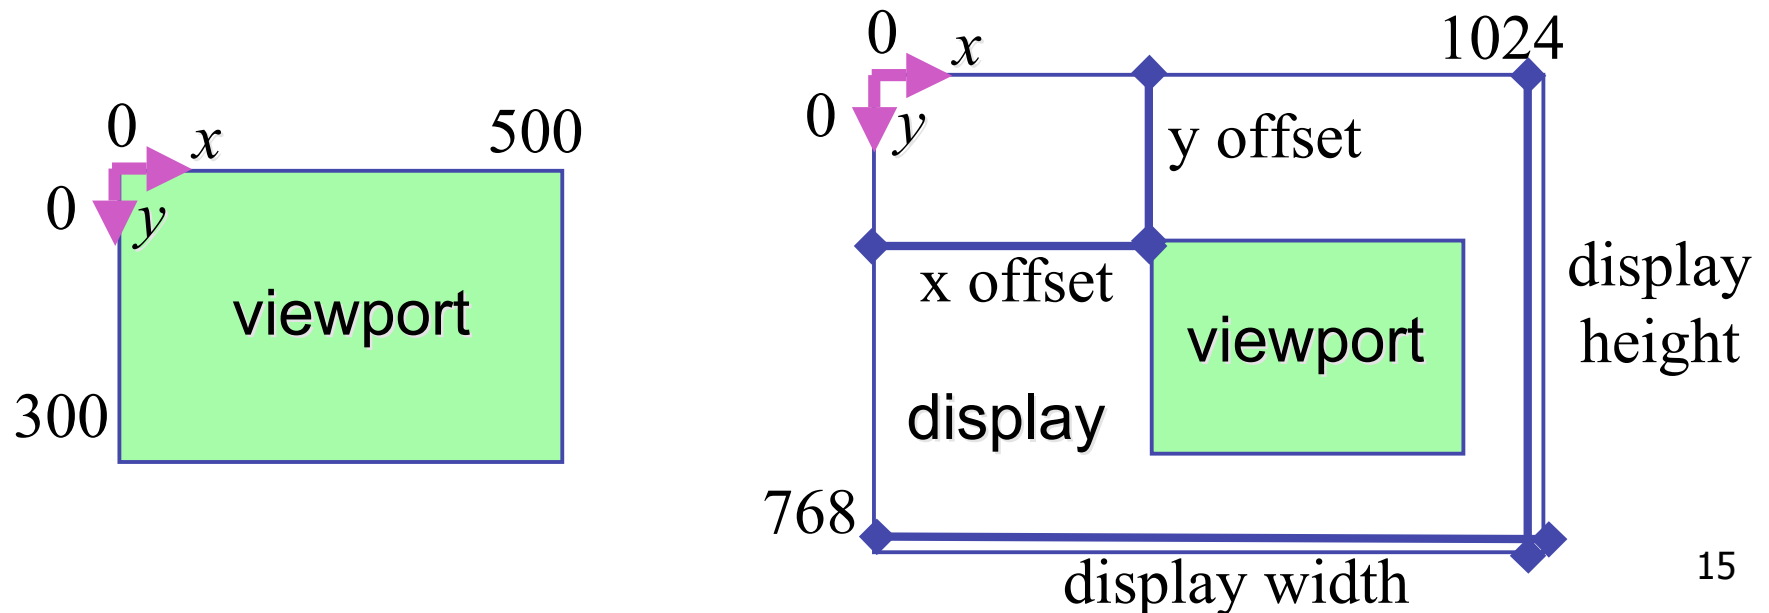 0
x
500
0
y
viewport
300
0
x
1024
0
y
y offset
x offset
display
height
viewport
display
768
display width
15